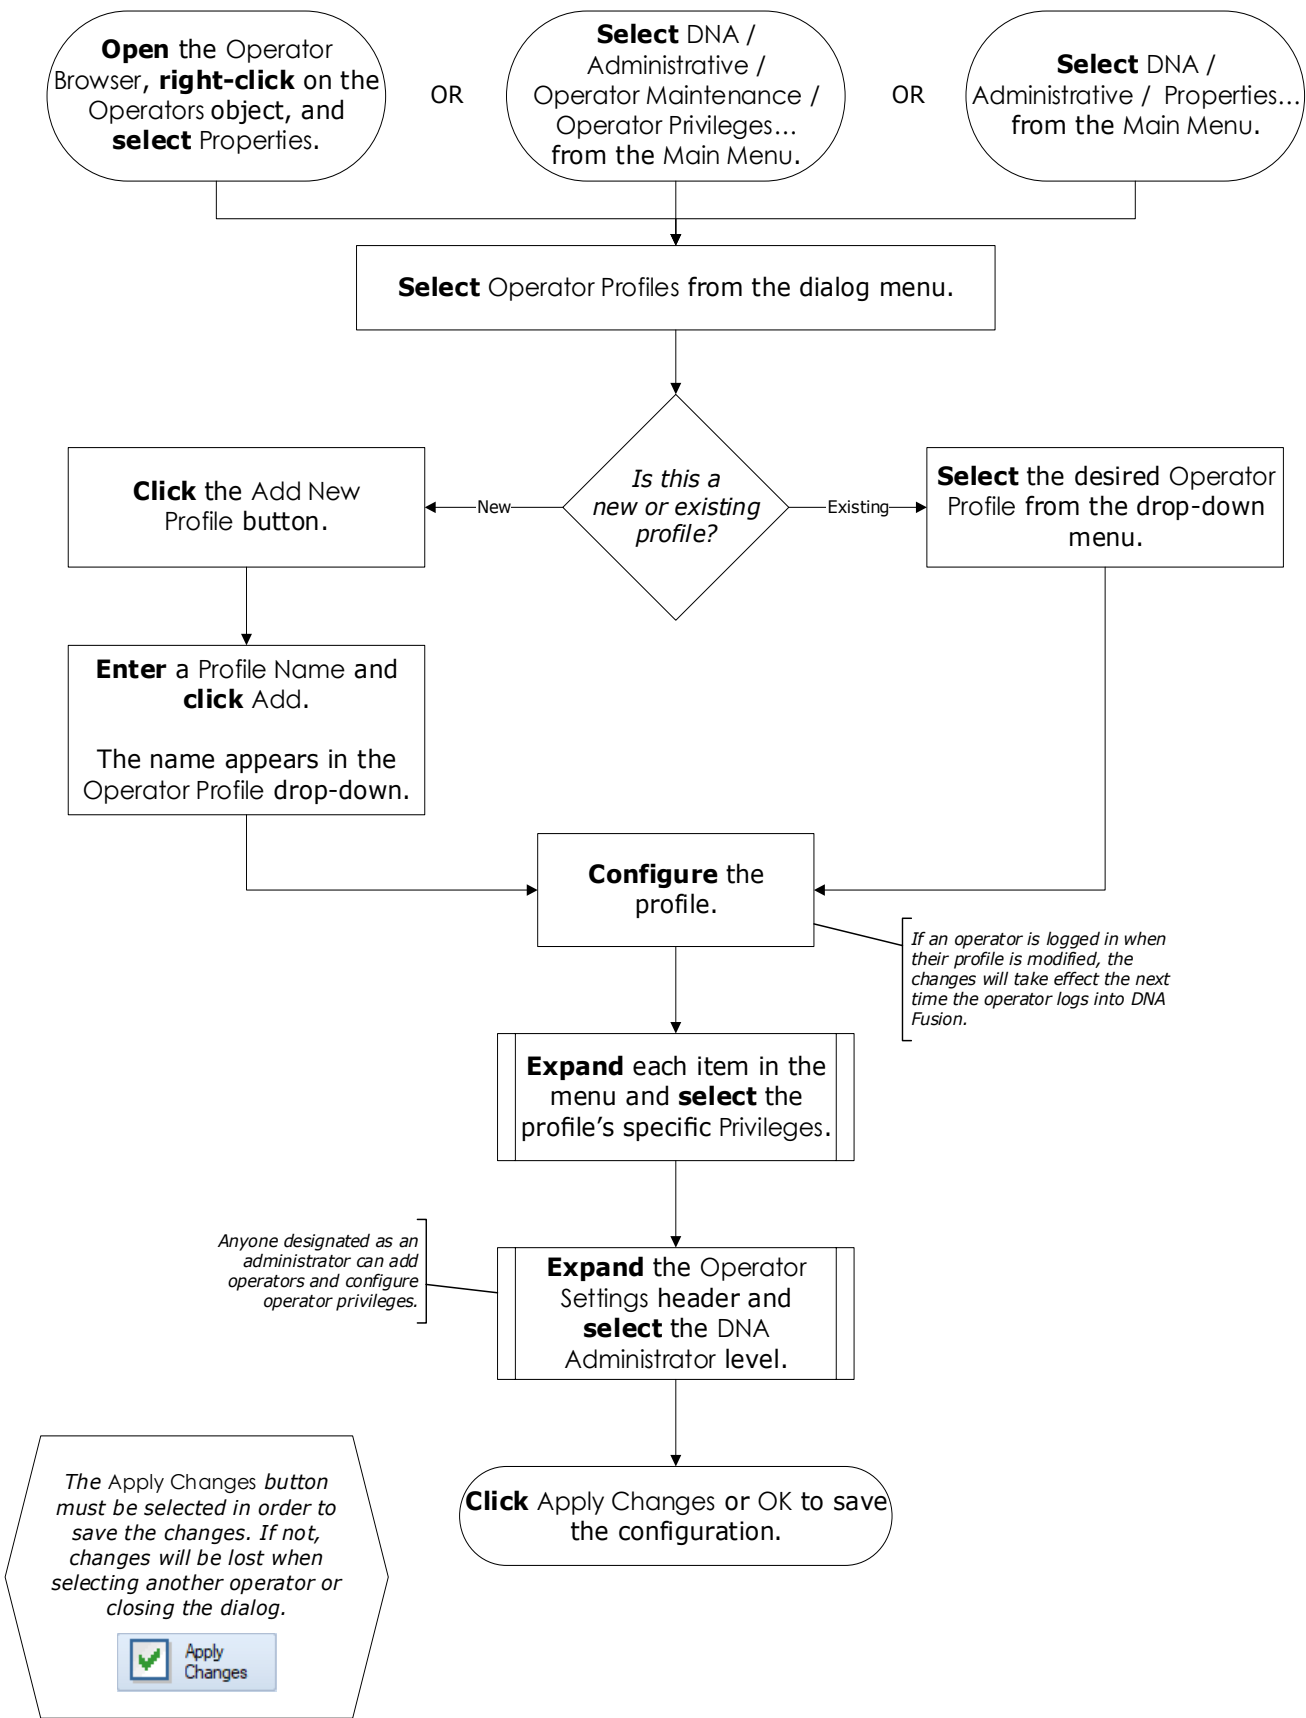 Open the Operator
Browser, right-click on the
Operators object, and
select Properties.
OR
Select DNA /
Administrative /
Operator Maintenance /
Operator Privileges...
from the Main Menu.
OR
Select DNA /
Administrative / Properties...
from the Main Menu.
Select Operator Profiles from the dialog menu.
Is this a
new or existing
profile?
New
Existing
Click the Add New
Profile button.
Select the desired Operator
Profile from the drop-down
menu.
Enter a Profile Name and
click Add.
The name appears in the
Operator Profile drop-down.
Configure the
profile.
If an operator is logged in when
their profile is modified, the
changes will take effect the next
time the operator logs into DNA
Fusion.
Expand each item in the
menu and select the
profile's specific Privileges.
Anyone designated as an
administrator can add
operators and configure
operator privileges.
Expand the Operator
Settings header and
select the DNA
Administrator level.
Click Apply Changes or OK to save
the configuration.
The Apply Changes button
must be selected in order to
save the changes. If not,
changes will be lost when
selecting another operator or
closing the dialog.
Apply
Changes